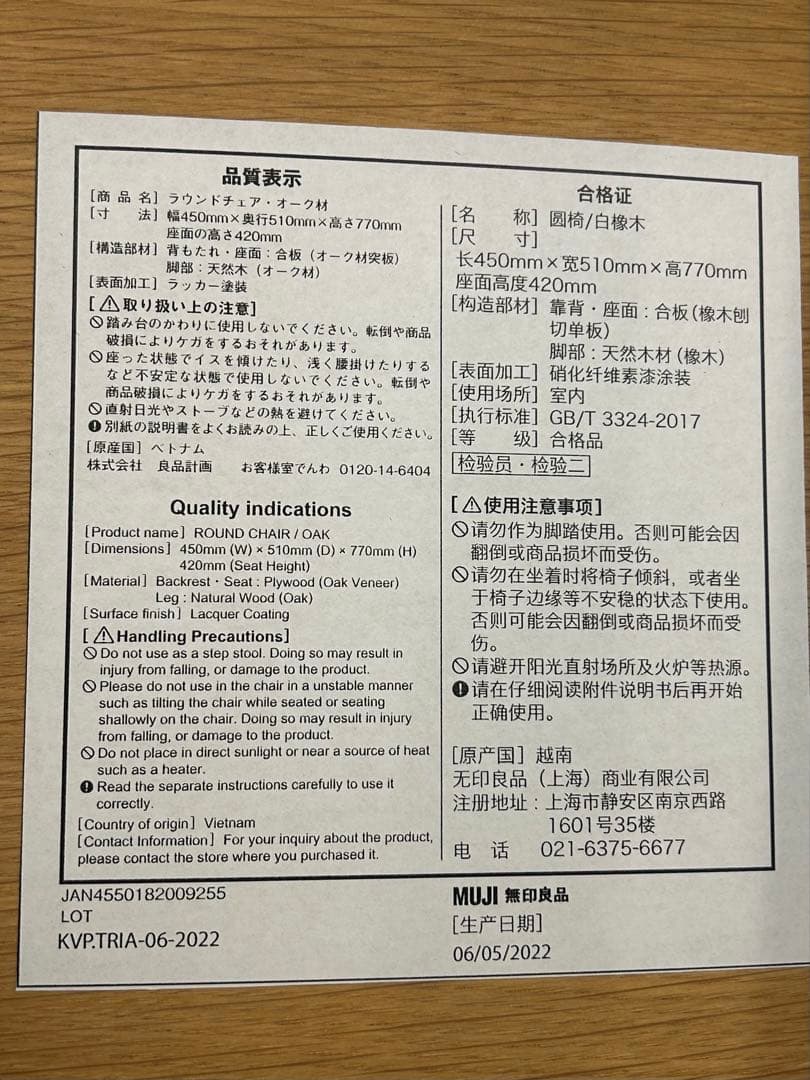 品質表示
[商品名] ラウンドチェア・オーク材
[寸 法] 幅450mm×奥行510mm×高さ770mm
座面の高さ420mm
[構造部材] 背もたれ・座面：合板（オーク材突板）
脚部：天然木（オーク材）
[表面加工] ラッカー塗装
[⚠取り扱い上の注意]
🚫踏み台のかわりに使用しないでください。転倒や商品
破損によりケガをするおそれがあります。
🚫座った状態でイスを傾けたり、浅く腰掛けたりする
など不安定な状態で使用しないでください。転倒や
商品破損によりケガをするおそれがあります。
🚫直射日光やストーブなどの熱を避けてください。
❗別紙の説明書をよくお読みの上、正しくご使用ください。
[原産国] ベトナム
株式会社 良品計画 お客様室でんわ 0120-14-6404
Quality indications
[Product name] ROUND CHAIR / OAK
[Dimensions] 450mm (W) × 510mm (D) × 770mm (H)
420mm (Seat Height)
[Material] Backrest・Seat : Plywood (Oak Veneer)
Leg : Natural Wood (Oak)
[Surface finish] Lacquer Coating
[⚠Handling Precautions]
🚫Do not use as a step stool. Doing so may result in
injury from falling, or damage to the product.
🚫Please do not use in the chair in a unstable manner
such as tilting the chair while seated or seating
shallowly on the chair. Doing so may result in injury
from falling, or damage to the product.
🚫Do not place in direct sunlight or near a source of heat
such as a heater.
❗Read the separate instructions carefully to use it
correctly.
[Country of origin] Vietnam
[Contact Information] For your inquiry about the product,
please contact the store where you purchased it.
合格证
[名 称] 圆椅/白橡木
[尺 寸]
长450mm×宽510mm×高770mm
座面高度420mm
[构造部材] 靠背・座面：合板（橡木刨
切单板）
脚部：天然木材（橡木）
[表面加工] 硝化纤维素漆涂装
[使用场所] 室内
[执行标准] GB/T 3324-2017
[等 级] 合格品
检验员・检验二
[⚠使用注意事项]
🚫请勿作为脚踏使用。否则可能会因
翻倒或商品损坏而受伤。
🚫请勿在坐着时将椅子倾斜，或者坐
于椅子边缘等不安稳的状态下使用。
否则可能会因翻倒或商品损坏而受
伤。
🚫请避开阳光直射场所及火炉等热源。
❗请在仔细阅读附件说明书后再开始
正确使用。
[原产国] 越南
无印良品（上海）商业有限公司
注册地址：上海市静安区南京西路
1601号35楼
电 话 021-6375-6677
JAN4550182009255
LOT
KVP.TRIA-06-2022
MUJI 無印良品
[生产日期]
06/05/2022